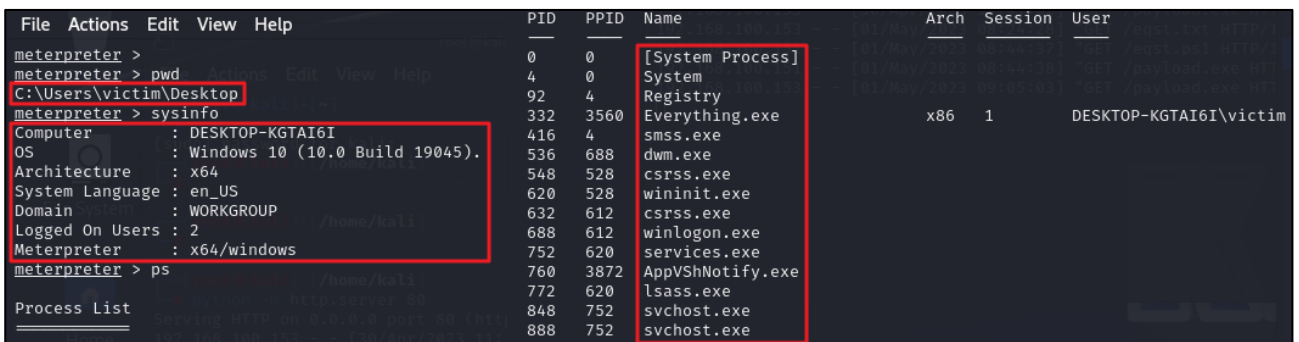 File Actions Edit View Help
meterpreter >
meterpreter > pwd
C:\Users\victim\Desktop
meterpreter > sysinfo
Computer : DESKTOP-KGTAI6I
OS : Windows 10 (10.0 Build 19045).
Architecture : x64
System Language : en_US
Domain : WORKGROUP
Logged On Users : 2
Meterpreter : x64/windows
meterpreter > ps
Process List
PID PPID Name Arch Session User
0 0 [System Process]
4 0 System
92 4 Registry
332 3560 Everything.exe x86 1 DESKTOP-KGTAI6I\victim
416 4 smss.exe
536 688 dwm.exe
548 528 csrss.exe
620 528 wininit.exe
632 612 csrss.exe
688 612 winlogon.exe
752 620 services.exe
760 3872 AppVShNotify.exe
772 620 lsass.exe
848 752 svchost.exe
888 752 svchost.exe